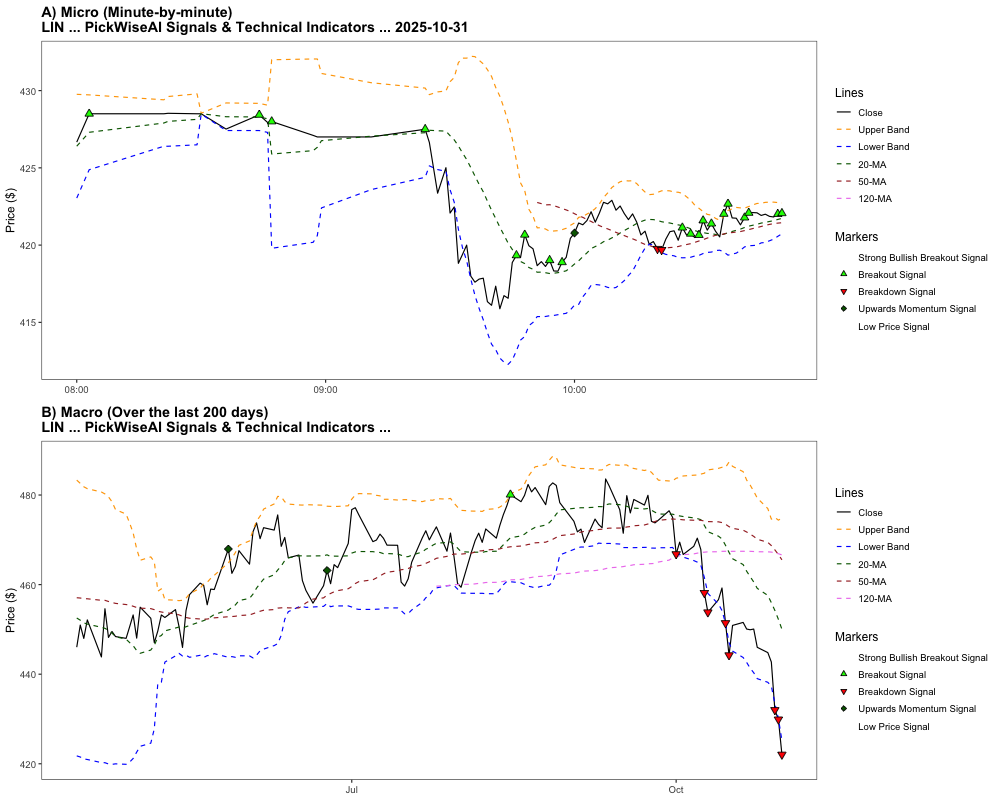 A) Micro (Minute-by-minute)
LIN ... PickWiseAI Signals & Technical Indicators ... 2025-10-31
Price ($)
430
425
420
415
08:00
09:00
10:00
Lines
Close
Upper Band
Lower Band
20-MA
50-MA
120-MA
Markers
Strong Bullish Breakout Signal
Breakout Signal
Breakdown Signal
Upwards Momentum Signal
Low Price Signal
B) Macro (Over the last 200 days)
LIN ... PickWiseAI Signals & Technical Indicators ...
Price ($)
480
460
440
420
Jul
Oct
Lines
Close
Upper Band
Lower Band
20-MA
50-MA
120-MA
Markers
Strong Bullish Breakout Signal
Breakout Signal
Breakdown Signal
Upwards Momentum Signal
Low Price Signal